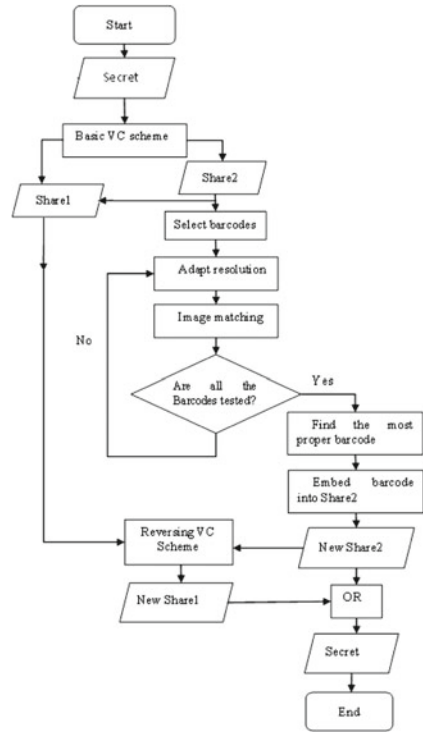 Start
Secret
Basic VC scheme
Share2
Share1
Select barcodes
Adapt resolution
Image matching
No
Are all the
Barcodes tested?
Yes
Find the most
proper barcode
Embed barcode
into Share2
Reversing VC
Scheme
New Share2
New Share1
OR
Secret
End